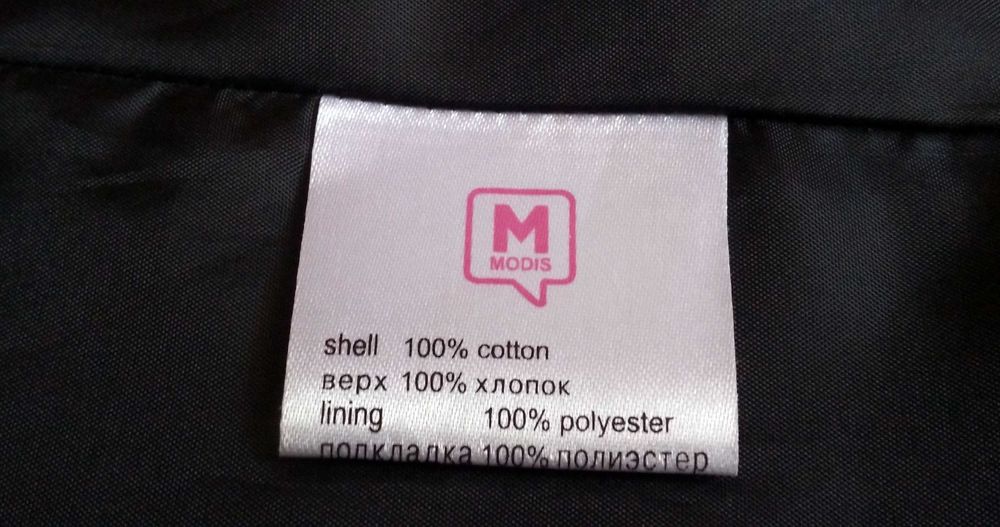 M
MODIS
shell 100% cotton
верх 100% хлопок
lining 100% polyester
подкладка 100% полиэстер